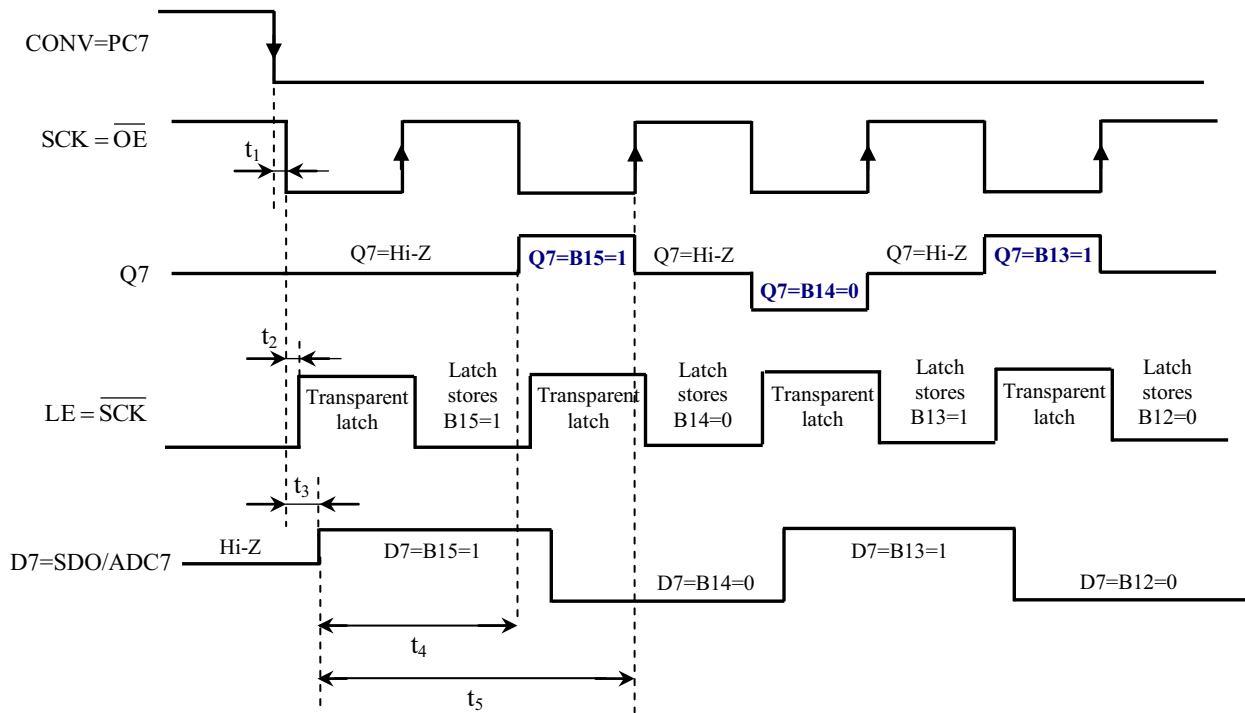 CONV=PC7
SCK = O̅E̅
t1
Q7=Hi-Z
Q7=B15=1
Q7=Hi-Z
Q7=Hi-Z
Q7=B13=1
Q7
Q7=B14=0
t2
Latch
stores
B15=1
Latch
stores
B14=0
Latch
stores
B13=1
Latch
stores
B12=0
LE = S̅C̅K̅
Transparent
latch
Transparent
latch
Transparent
latch
Transparent
latch
t3
Hi-Z
D7=SDO/ADC7
D7=B15=1
D7=B14=0
D7=B13=1
D7=B12=0
t4
t5